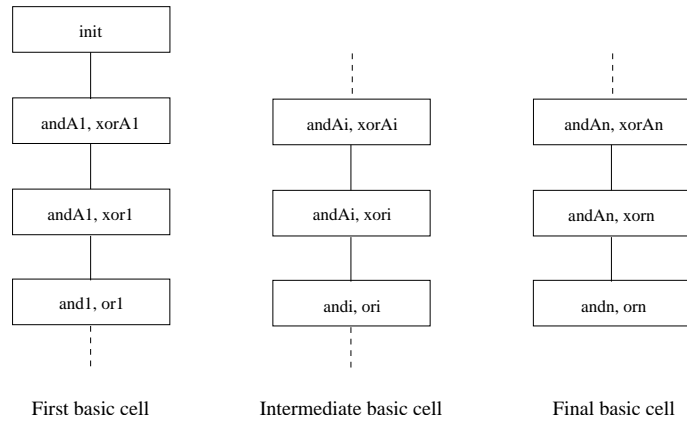 init
andA1, xorA1
andA1, xor1
and1, or1
First basic cell
andAi, xorAi
andAi, xori
andi, ori
Intermediate basic cell
andAn, xorAn
andAn, xorn
andn, orn
Final basic cell